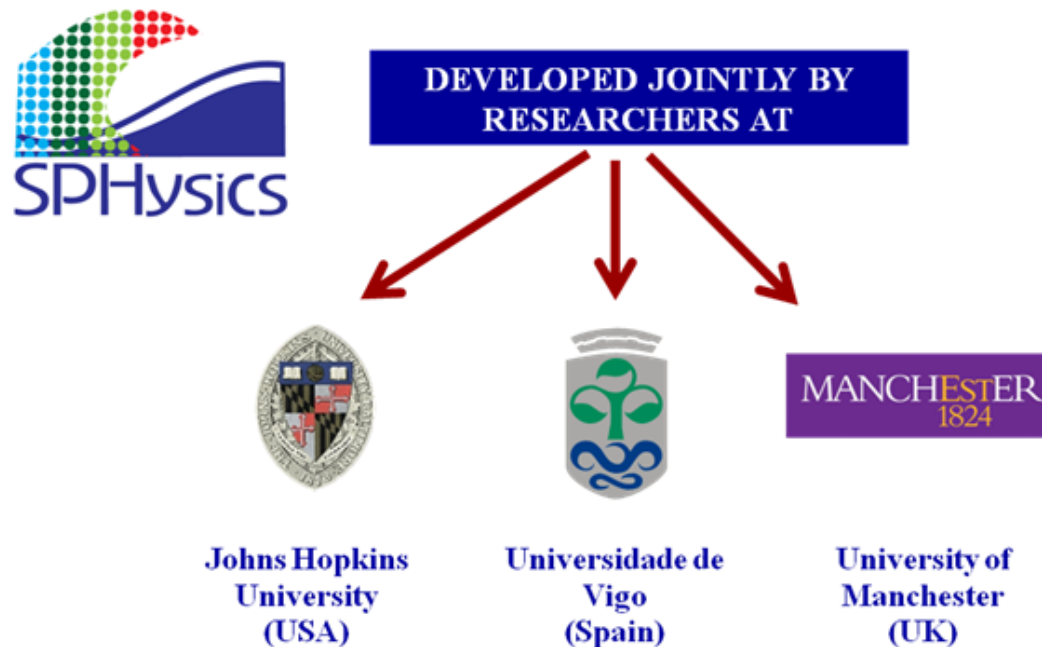 SPHysics
DEVELOPED JOINTLY BY
RESEARCHERS AT
MANCHESTER
1824
Johns Hopkins
University
(USA)
Universidade de
Vigo
(Spain)
University of
Manchester
(UK)